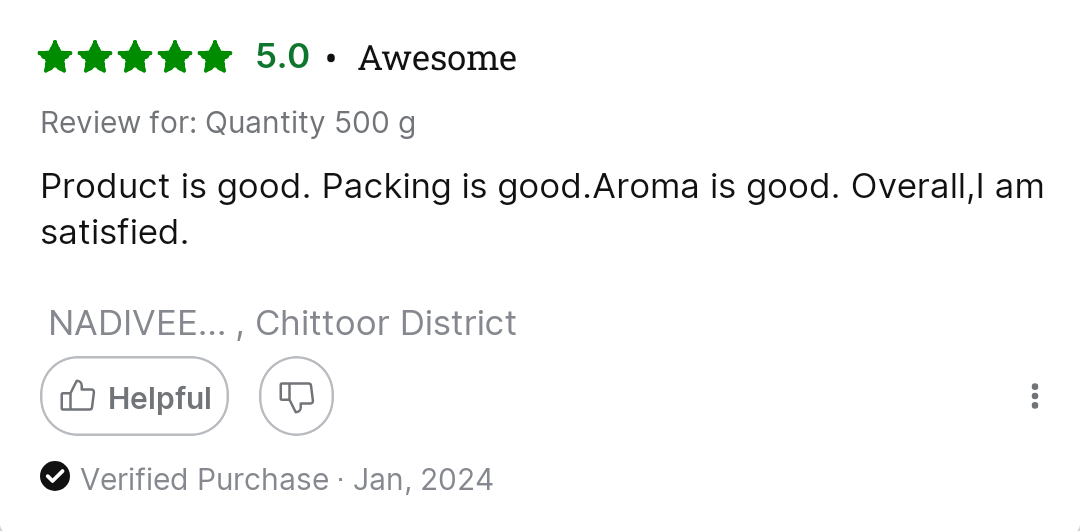 5.0 • Awesome
Review for: Quantity 500 g
Product is good. Packing is good.Aroma is good. Overall,I am
satisfied.
NADIVEE... , Chittoor District
Helpful
Verified Purchase · Jan, 2024